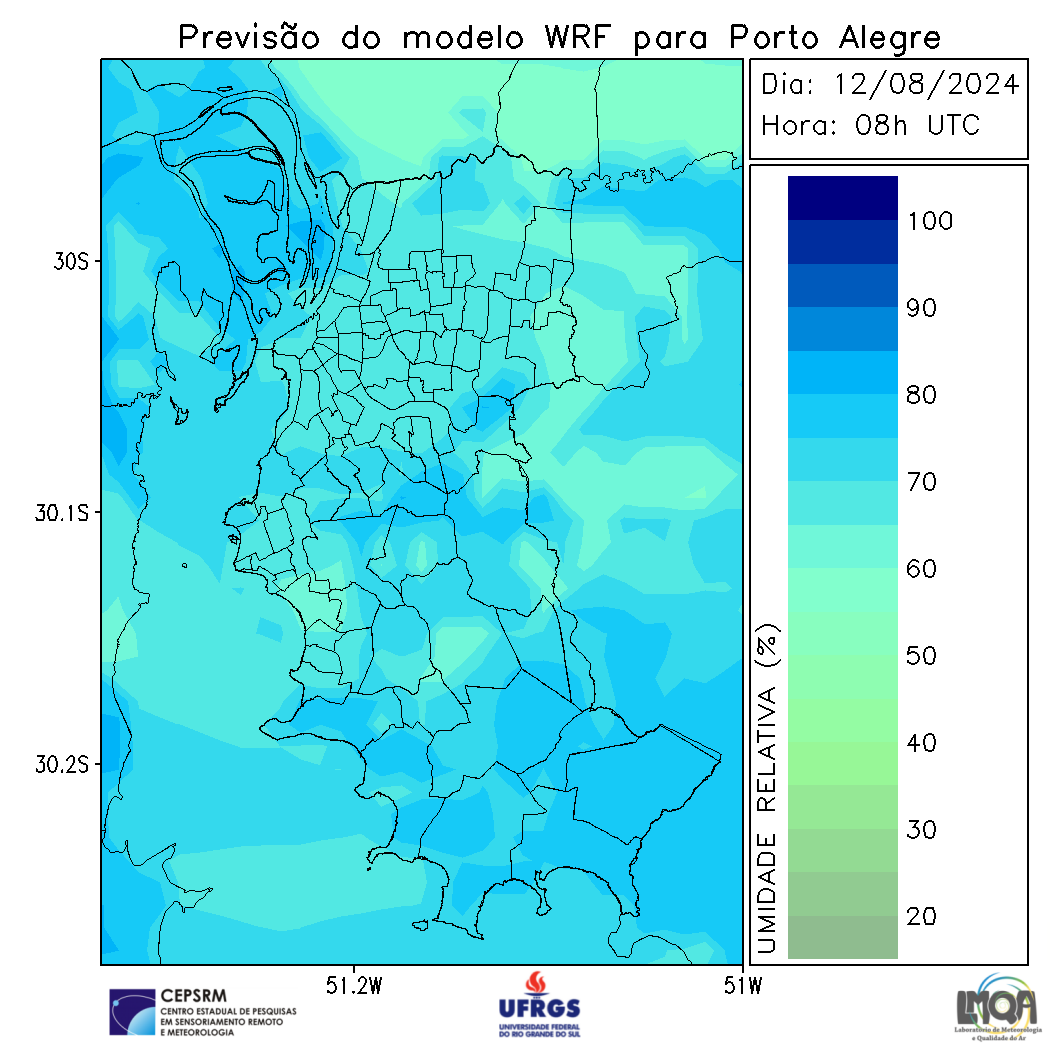 Previsão do modelo WRF para Porto Alegre
Dia: 12/08/2024
Hora: 08h UTC
100
90
80
70
60
50
40
30
20
UMIDADE RELATIVA (%)
30S
30.1S
30.2S
51.2W
51W
CEPSRM
CENTRO ESTADUAL DE PESQUISAS
EM SENSORIAMENTO REMOTO
E METEOROLOGIA
UFRGS
UNIVERSIDADE FEDERAL
DO RIO GRANDE DO SUL
LMQA
Laboratório de Meteorologia
e Qualidade do Ar